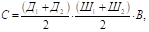 С = (Д₁ + Д₂)/2 · (Ш₁ + Ш₂)/2 · В,